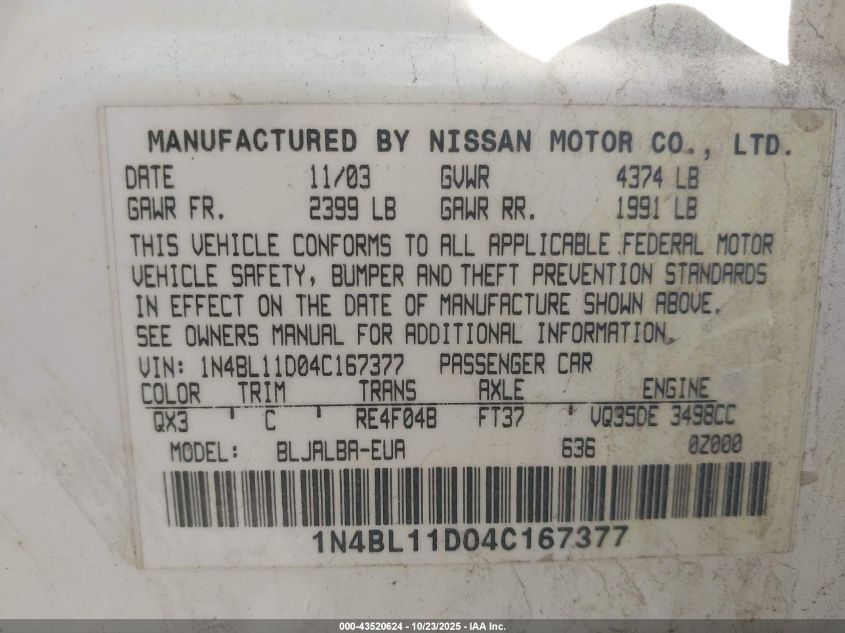 MANUFACTURED BY NISSAN MOTOR CO., LTD.
DATE 11/03 GVWR 4374 LB
GAWR FR. 2399 LB GAWR RR. 1991 LB
THIS VEHICLE CONFORMS TO ALL APPLICABLE FEDERAL MOTOR
VEHICLE SAFETY, BUMPER AND THEFT PREVENTION STANDARDS
IN EFFECT ON THE DATE OF MANUFACTURE SHOWN ABOVE.
SEE OWNERS MANUAL FOR ADDITIONAL INFORMATION.
VIN: 1N4BL11D04C167377 PASSENGER CAR
COLOR TRIM TRANS AXLE ENGINE
QX3 ' C ' RE4F04B FT37 ' VQ35DE 3498CC
MODEL: BLJALBA-EUA 636 0Z000
1N4BL11D04C167377
000-43520624 - 10/23/2025 - IAA Inc.